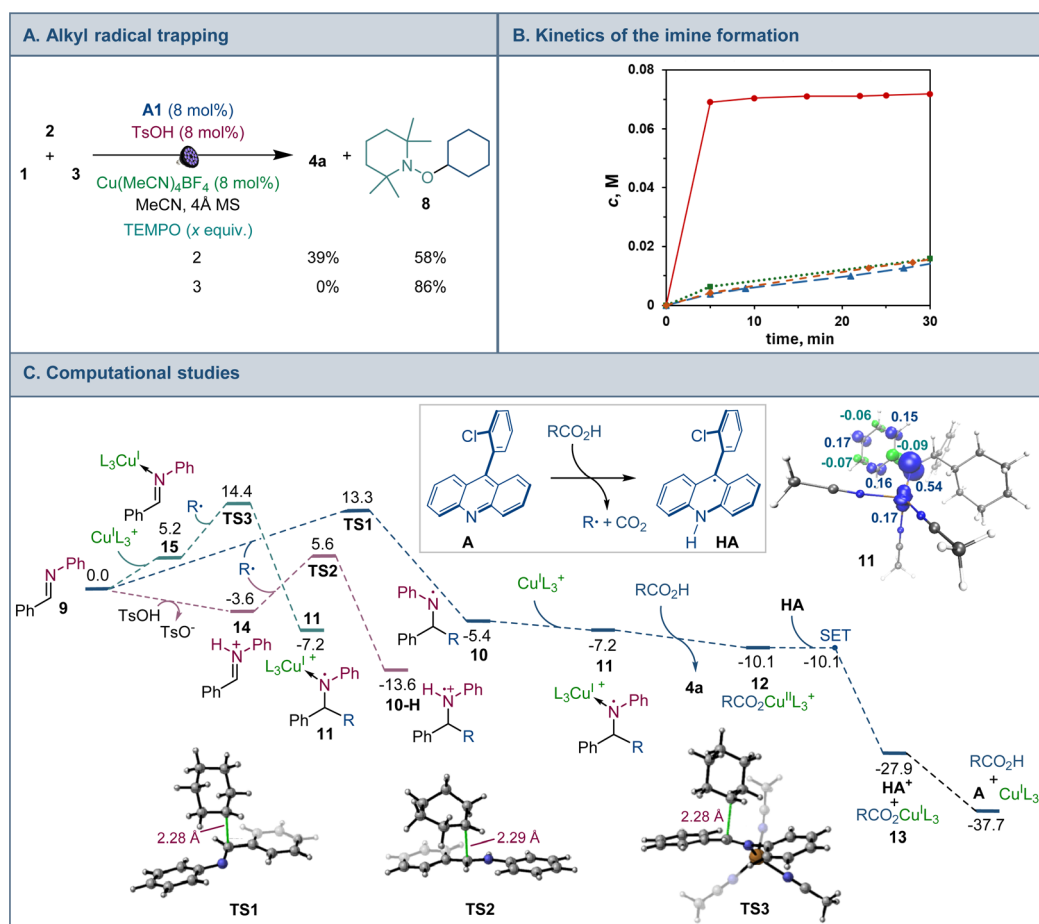 A. Alkyl radical trapping
A1 (8 mol%)
TsOH (8 mol%)
1 + 2 3
Cu(MeCN)4BF4 (8 mol%)
MeCN, 4Å MS
TEMPO (x equiv.)
4a +
N
O
8
2 39% 58%
3 0% 86%
B. Kinetics of the imine formation
0.08
0.06
0.04
0.02
0
c, M
0 10 20 30
time, min
C. Computational studies
L3CuI
N Ph
Ph
CuIL3+
5.2
15
R•
14.4
TS3
13.3
TS1
N Ph
Ph
9
0.0
TsOH
TsO-
-3.6
14
H + Ph
N
Ph
R•
5.6
TS2
11
-7.2
L3CuI +
N Ph
Ph R
11
-13.6
10-H
H •+ Ph
N
Ph R
Cl
N
A
RCO2H
R• + CO2
Cl
N
H
HA
N Ph
Ph R
-5.4
10
CuIL3+
-7.2
11
L3CuI +
N Ph
Ph R
RCO2H
4a
-10.1
12
RCO2CuIIL3+
HA
-10.1
SET
-27.9
HA+
+
RCO2CuIL3
13
RCO2H
A + CuIL3
-37.7
-0.06
0.15
0.17
-0.09
-0.07
0.16
0.54
0.17
11
2.28 Å
TS1
2.29 Å
TS2
2.28 Å
TS3